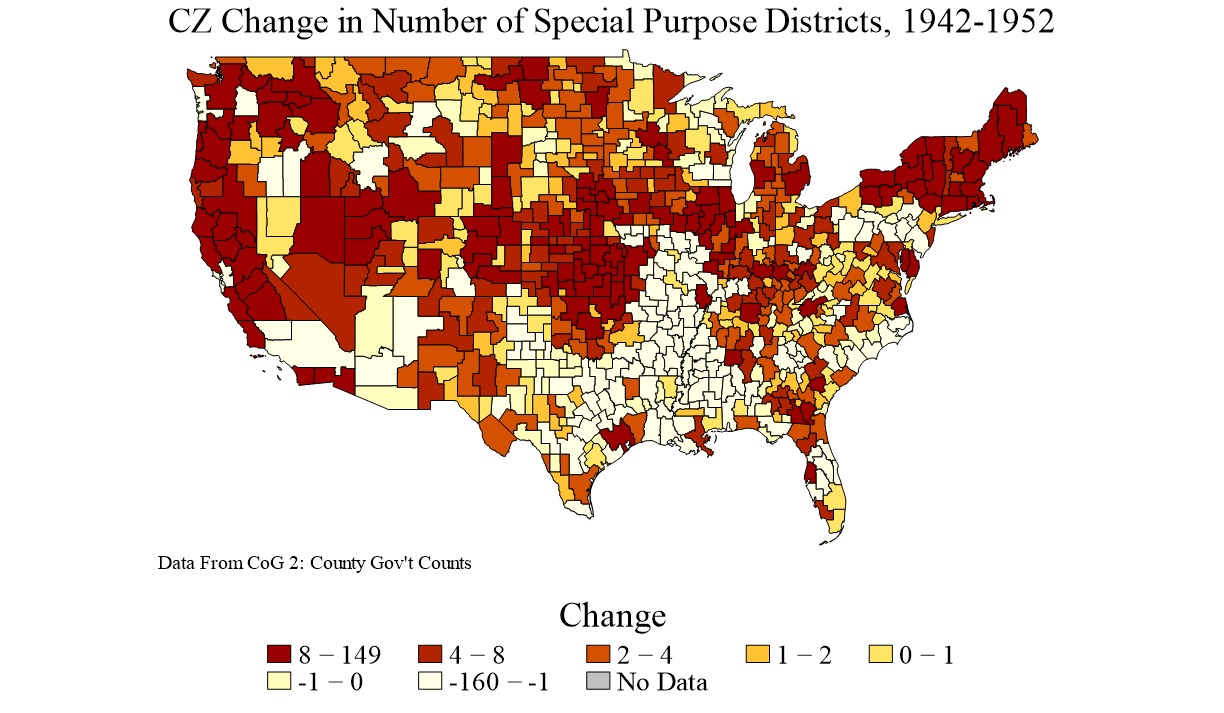 CZ Change in Number of Special Purpose Districts, 1942-1952
Data From CoG 2: County Gov't Counts
Change
8 − 149 4 − 8 2 − 4 1 − 2 0 − 1
-1 − 0 -160 − -1 No Data